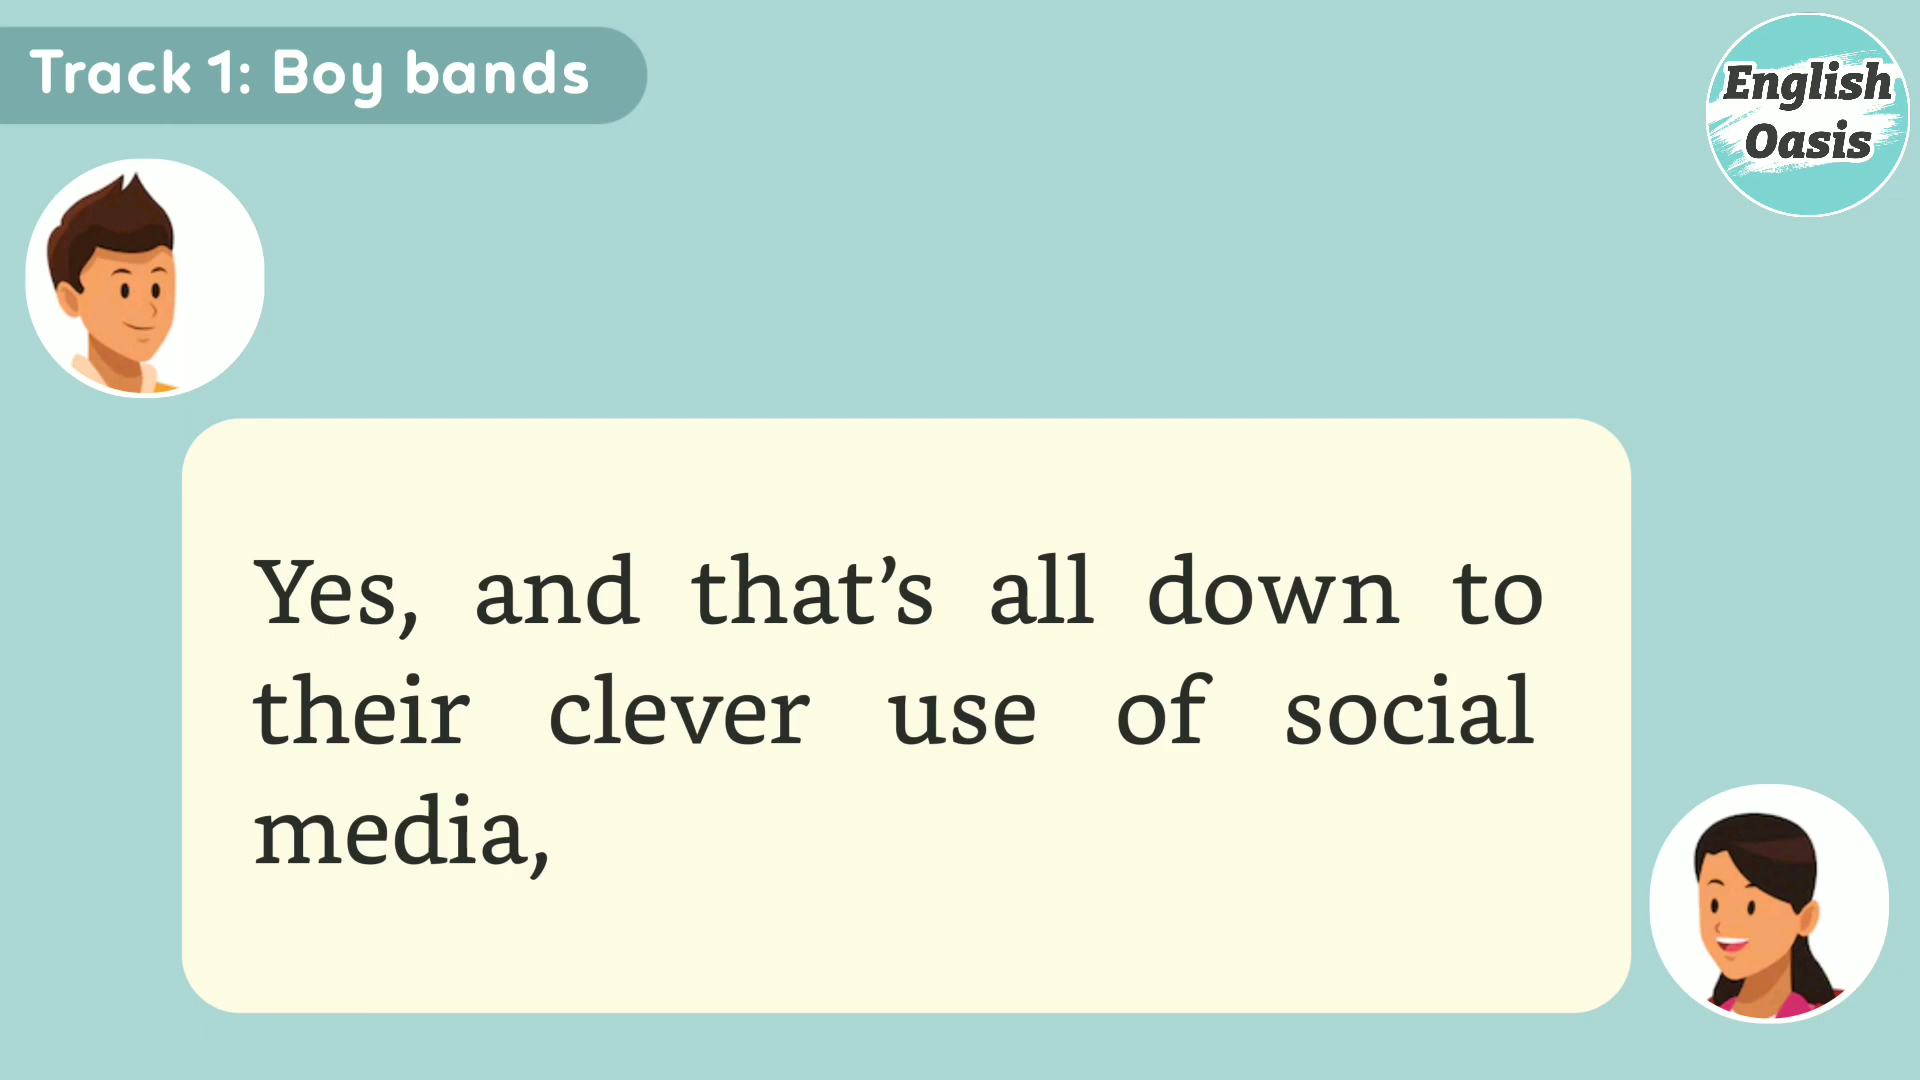 Track 1: Boy bands
English
Oasis
Yes, and that’s all down to
their clever use of social
media,